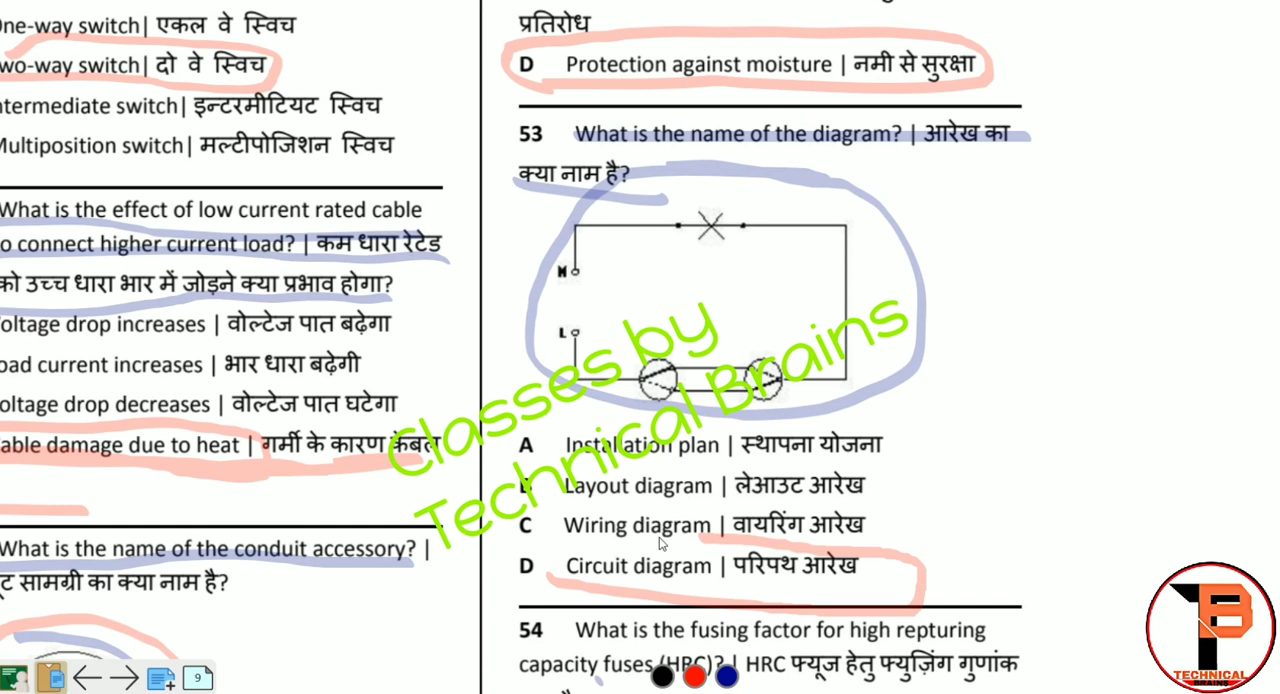 One-way switch| एकल वे स्विच
wo-way switch| दो वे स्विच
ntermediate switch| इन्टरमीटियट स्विच
Multiposition switch| मल्टीपोजिशन स्विच
What is the effect of low current rated cable
o connect higher current load? | कम धारा रेटेड
को उच्च धारा भार में जोड़ने क्या प्रभाव होगा?
oltage drop increases | वोल्टेज पात बढ़ेगा
oad current increases | भार धारा बढ़ेगी
oltage drop decreases | वोल्टेज पात घटेगा
able damage due to heat | गर्मी के कारण केबल
What is the name of the conduit accessory? |
ट सामग्री का क्या नाम है?
प्रतिरोध
D Protection against moisture | नमी से सुरक्षा
53 What is the name of the diagram? | आरेख का
क्या नाम है?
N
L
A Installation plan | स्थापना योजना
B Layout diagram | लेआउट आरेख
C Wiring diagram | वायरिंग आरेख
D Circuit diagram | परिपथ आरेख
54 What is the fusing factor for high repturing
capacity fuses (HRC)? | HRC फ्यूज हेतु फ्युज़िंग गुणांक
Classes by
Technical Brains
9
TB
TECHNICAL
BRAINS